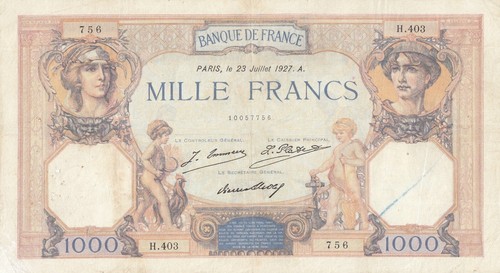 756
H.403
BANQUE DE FRANCE
PARIS, le 23 Juillet 1927. A.
MILLE FRANCS
10057756
LE CONTRÔLEUR GÉNÉRAL
LE CAISSIER PRINCIPAL
LE SECRÉTAIRE GÉNÉRAL
1000
H.403
756
1000